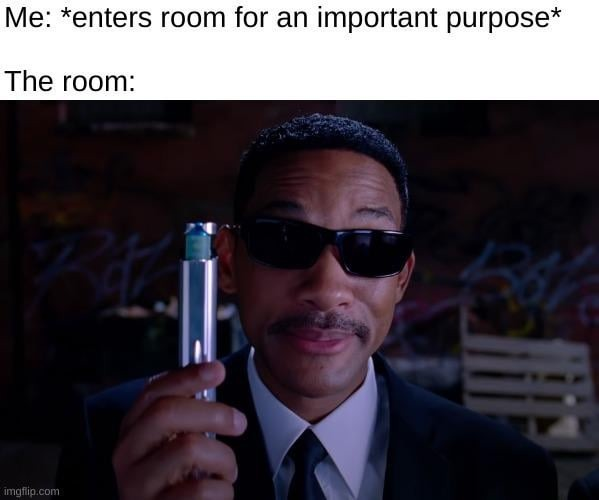 Me: *enters room for an important purpose*
The room:
imgflip.com